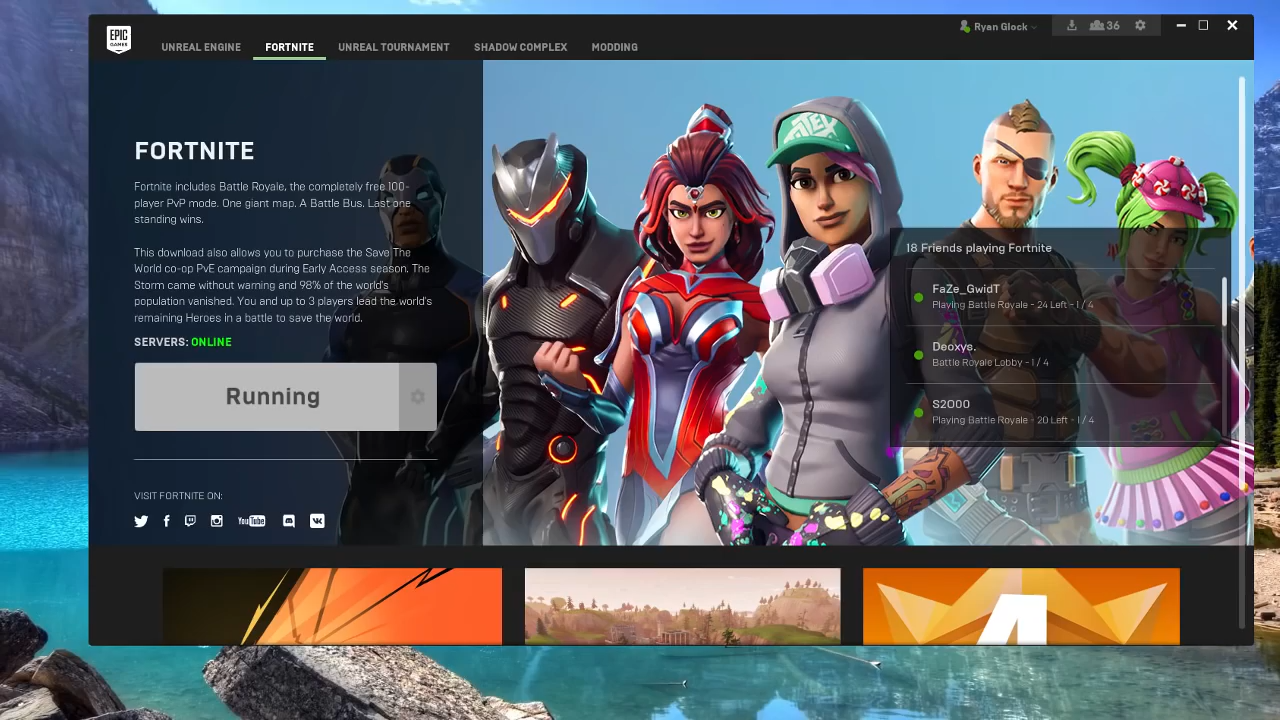 EPIC
GAMES
UNREAL ENGINE
FORTNITE
UNREAL TOURNAMENT
SHADOW COMPLEX
MODDING
Ryan Glock
36
FORTNITE
Fortnite includes Battle Royale, the completely free 100-
player PvP mode. One giant map. A Battle Bus. Last one
standing wins.
This download also allows you to purchase the Save The
World co-op PvE campaign during Early Access season. The
Storm came without warning and 98% of the world's
population vanished. You and up to 3 players lead the world's
remaining Heroes in a battle to save the world.
SERVERS: ONLINE
Running
VISIT FORTNITE ON:
YouTube
18 Friends playing Fortnite
FaZe_GwidT
Playing Battle Royale - 24 Left - 1 / 4
Deoxys.
Battle Royale Lobby - 1 / 4
S2000
Playing Battle Royale - 20 Left - 1 / 4